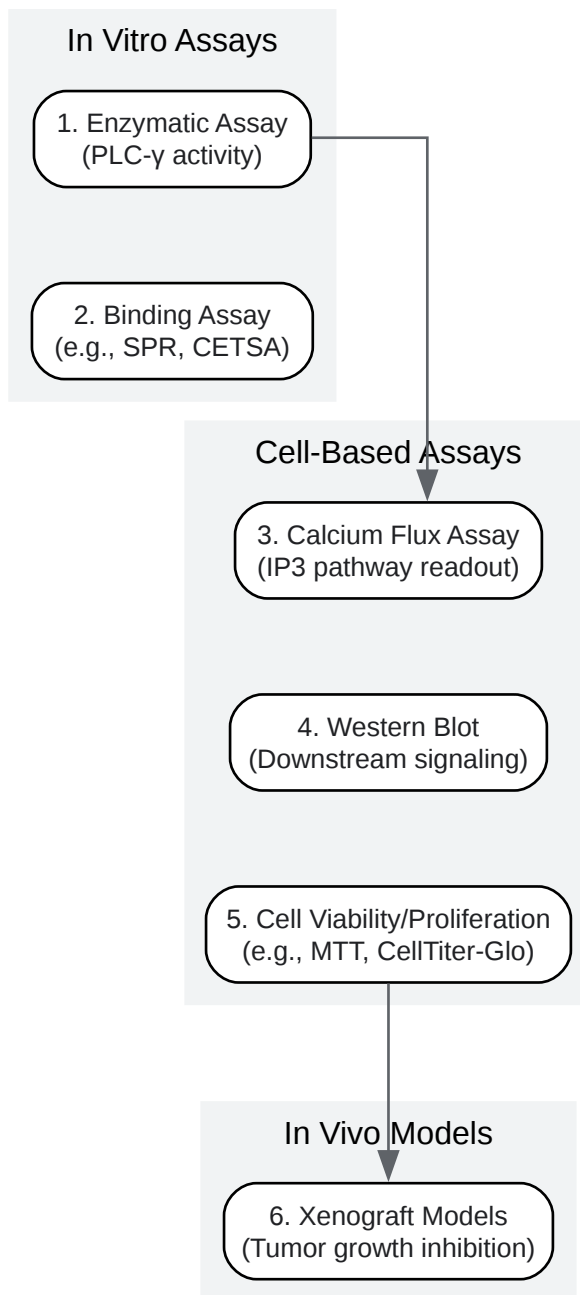 In Vitro Assays
1. Enzymatic Assay
(PLC-γ activity)
2. Binding Assay
(e.g., SPR, CETSA)
Cell-Based Assays
3. Calcium Flux Assay
(IP3 pathway readout)
4. Western Blot
(Downstream signaling)
5. Cell Viability/Proliferation
(e.g., MTT, CellTiter-Glo)
In Vivo Models
6. Xenograft Models
(Tumor growth inhibition)